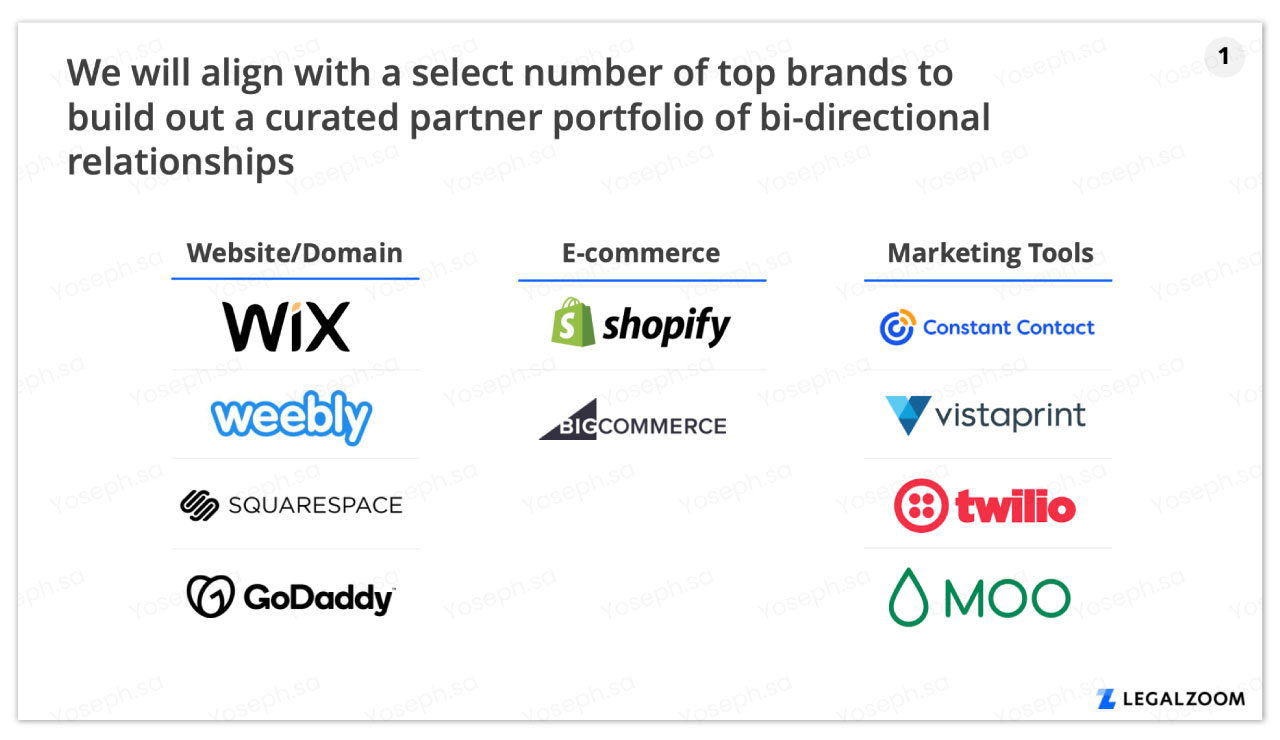 We will align with a select number of top brands to
build out a curated partner portfolio of bi-directional
relationships
1
Website/Domain
WiX
weebly
SQUARESPACE
GoDaddy
E-commerce
shopify
BIGCOMMERCE
Marketing Tools
Constant Contact
vistaprint
twilio
MOO
LEGALZOOM
Yoseph.sa